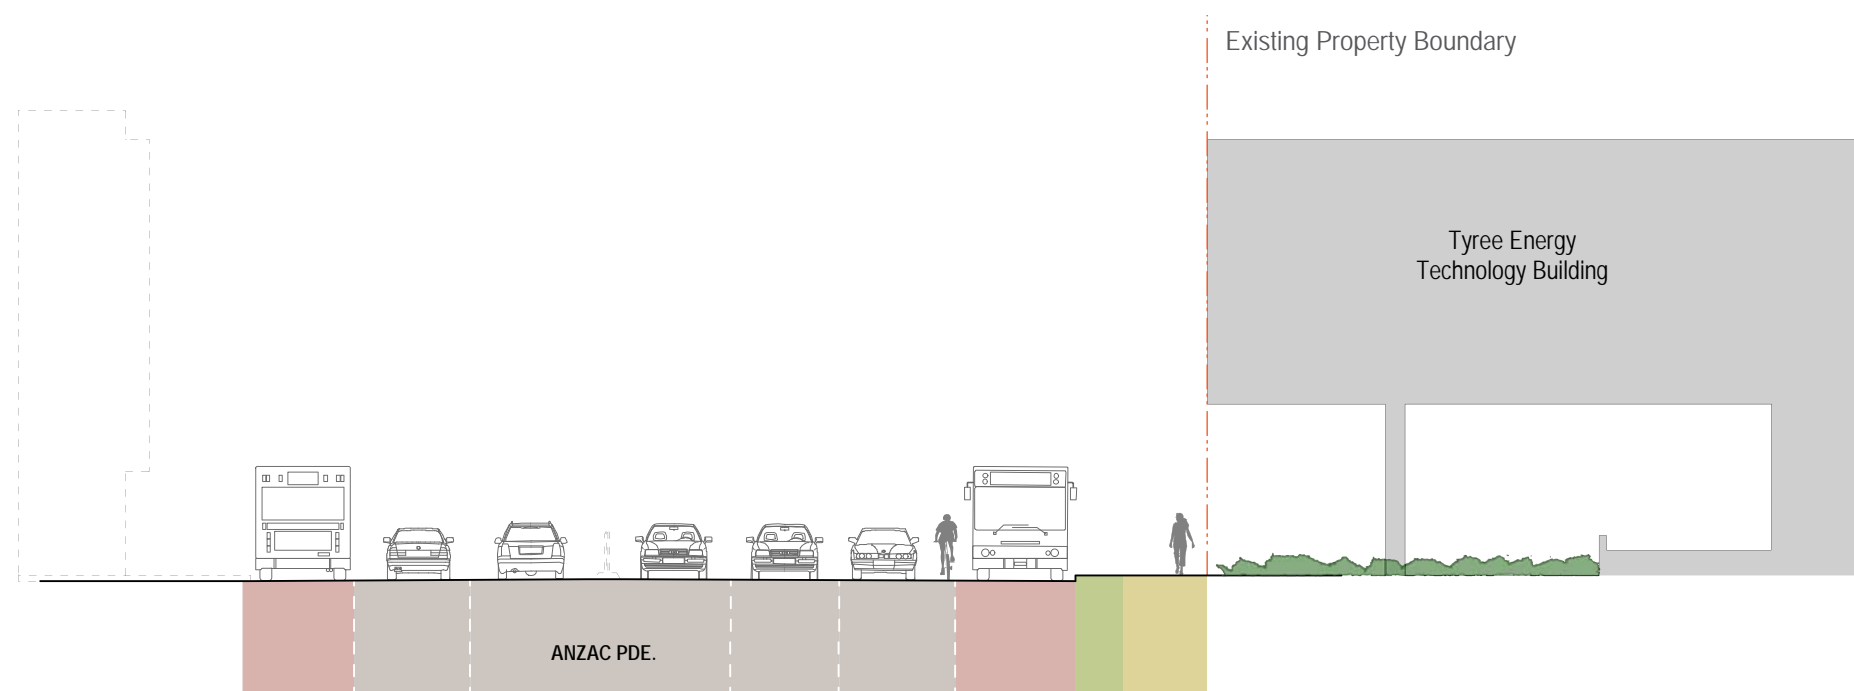 Existing Property Boundary
Tyree Energy
Technology Building
ANZAC PDE.